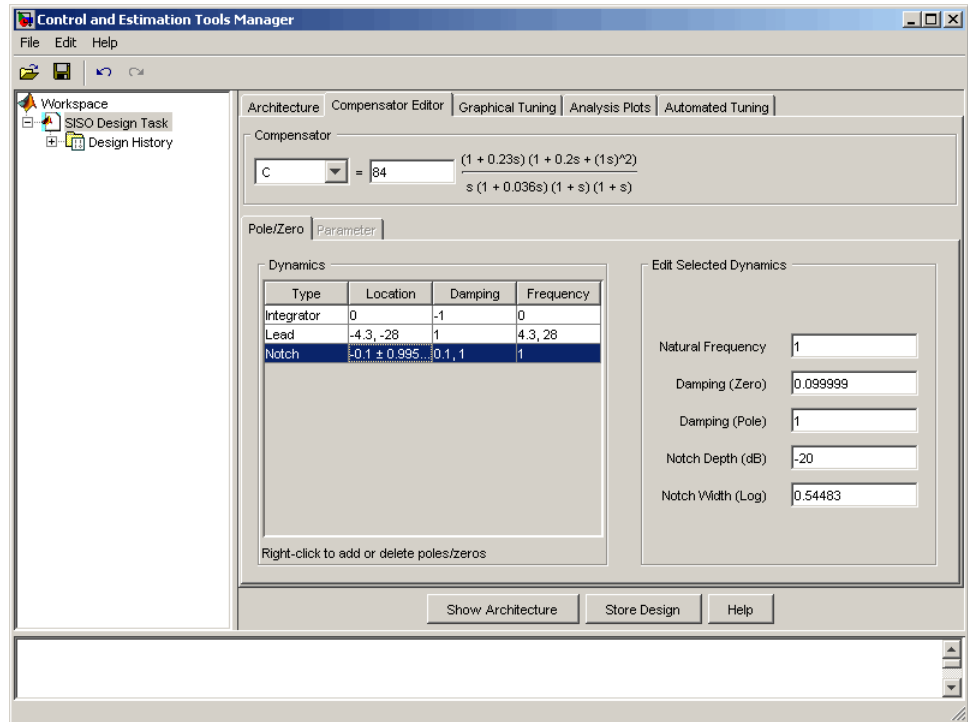 Control and Estimation Tools Manager
File Edit Help
Workspace
SISO Design Task
Design History
Architecture Compensator Editor Graphical Tuning Analysis Plots Automated Tuning
Compensator
C = 84
(1 + 0.23s) (1 + 0.2s + (1s)^2)
s (1 + 0.036s) (1 + s) (1 + s)
Pole/Zero Parameter
Dynamics
Type Location Damping Frequency
Integrator 0 -1 0
Lead -4.3, -28 1 4.3, 28
Notch -0.1 ± 0.995... 0.1, 1 1
Right-click to add or delete poles/zeros
Edit Selected Dynamics
Natural Frequency 1
Damping (Zero) 0.099999
Damping (Pole) 1
Notch Depth (dB) -20
Notch Width (Log) 0.54483
Show Architecture Store Design Help